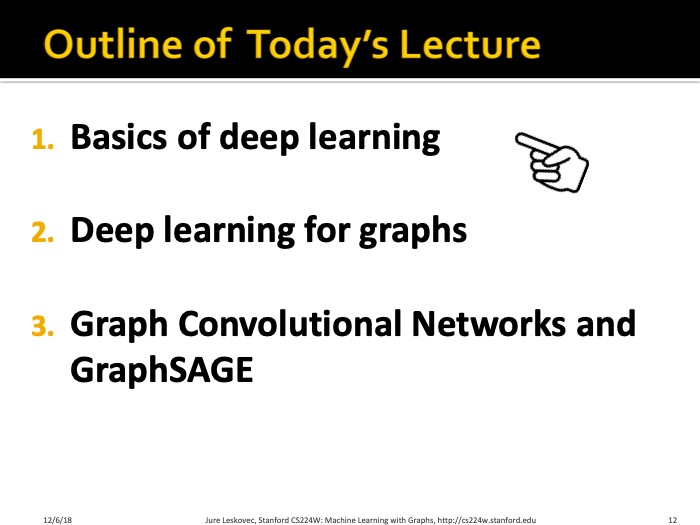 Outline of Today's Lecture
1. Basics of deep learning
2. Deep learning for graphs
3. Graph Convolutional Networks and
GraphSAGE
12/6/18
Jure Leskovec, Stanford CS224W: Machine Learning with Graphs, http://cs224w.stanford.edu
12